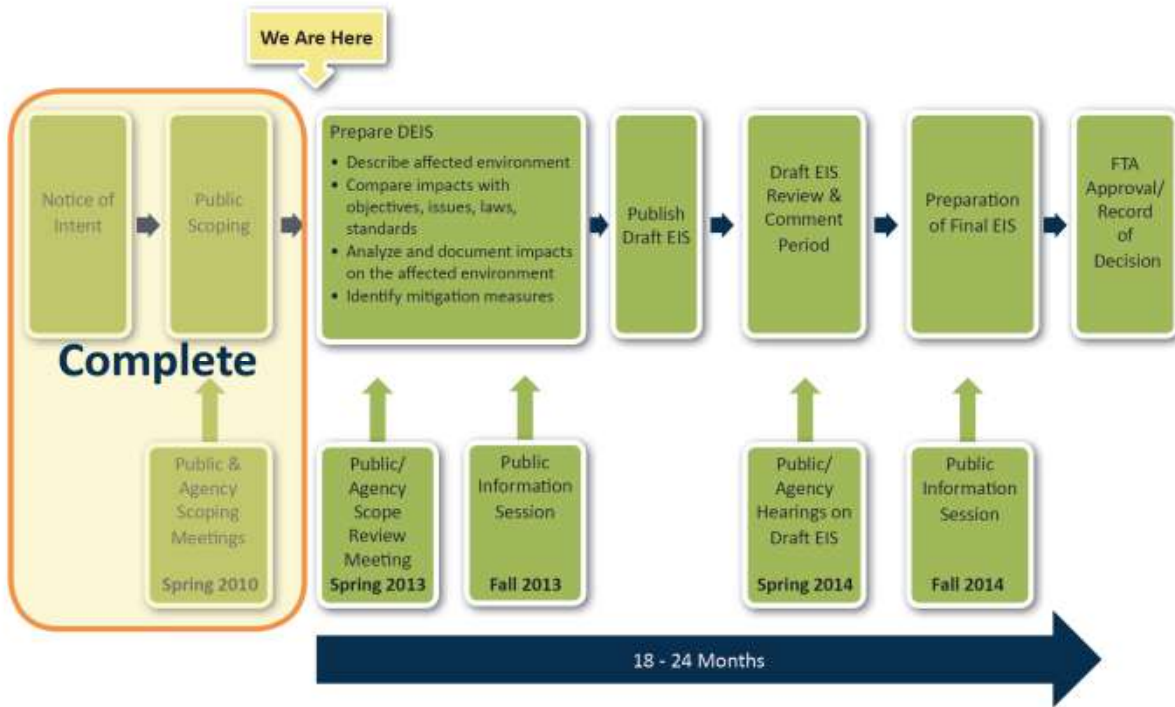 We Are Here
Notice of
Intent
Public
Scoping
Complete
Prepare DEIS
• Describe affected environment
• Compare impacts with
objectives, issues, laws,
standards
• Analyze and document impacts
on the affected environment
• Identify mitigation measures
Publish
Draft EIS
Draft EIS
Review &
Comment
Period
Preparation
of Final EIS
FTA
Approval/
Record
of
Decision
Public &
Agency
Scoping
Meetings
Spring 2010
Public/
Agency
Scope
Review
Meeting
Spring 2013
Public
Information
Session
Fall 2013
Public/
Agency
Hearings on
Draft EIS
Spring 2014
Public
Information
Session
Fall 2014
18 - 24 Months